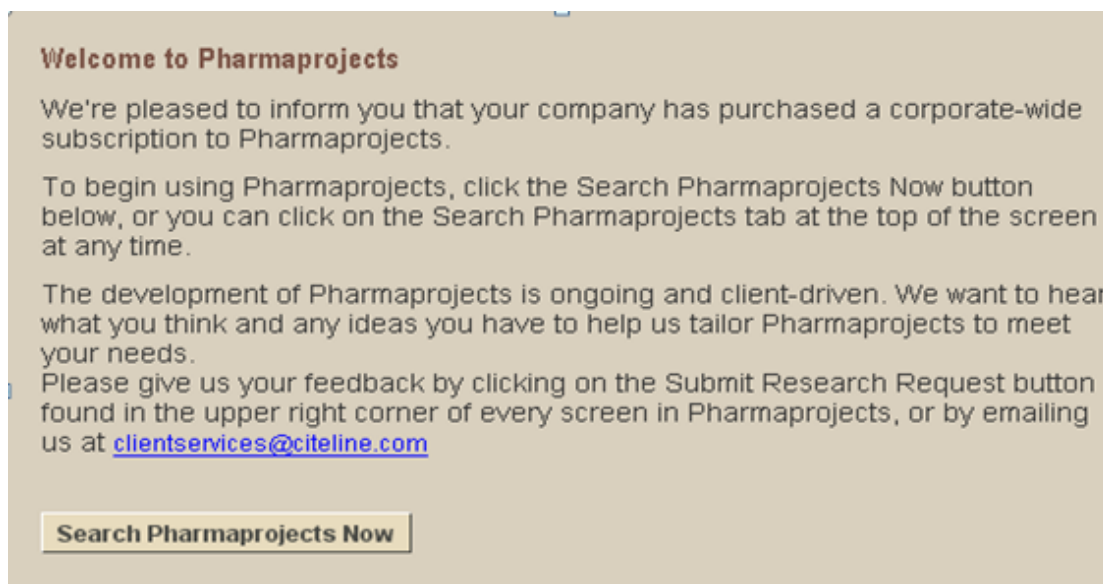 Welcome to Pharmaprojects
We're pleased to inform you that your company has purchased a corporate-wide
subscription to Pharmaprojects.
To begin using Pharmaprojects, click the Search Pharmaprojects Now button
below, or you can click on the Search Pharmaprojects tab at the top of the screen
at any time.
The development of Pharmaprojects is ongoing and client-driven. We want to hear
what you think and any ideas you have to help us tailor Pharmaprojects to meet
your needs.
Please give us your feedback by clicking on the Submit Research Request button
found in the upper right corner of every screen in Pharmaprojects, or by emailing
us at clientservices@citeline.com
Search Pharmaprojects Now